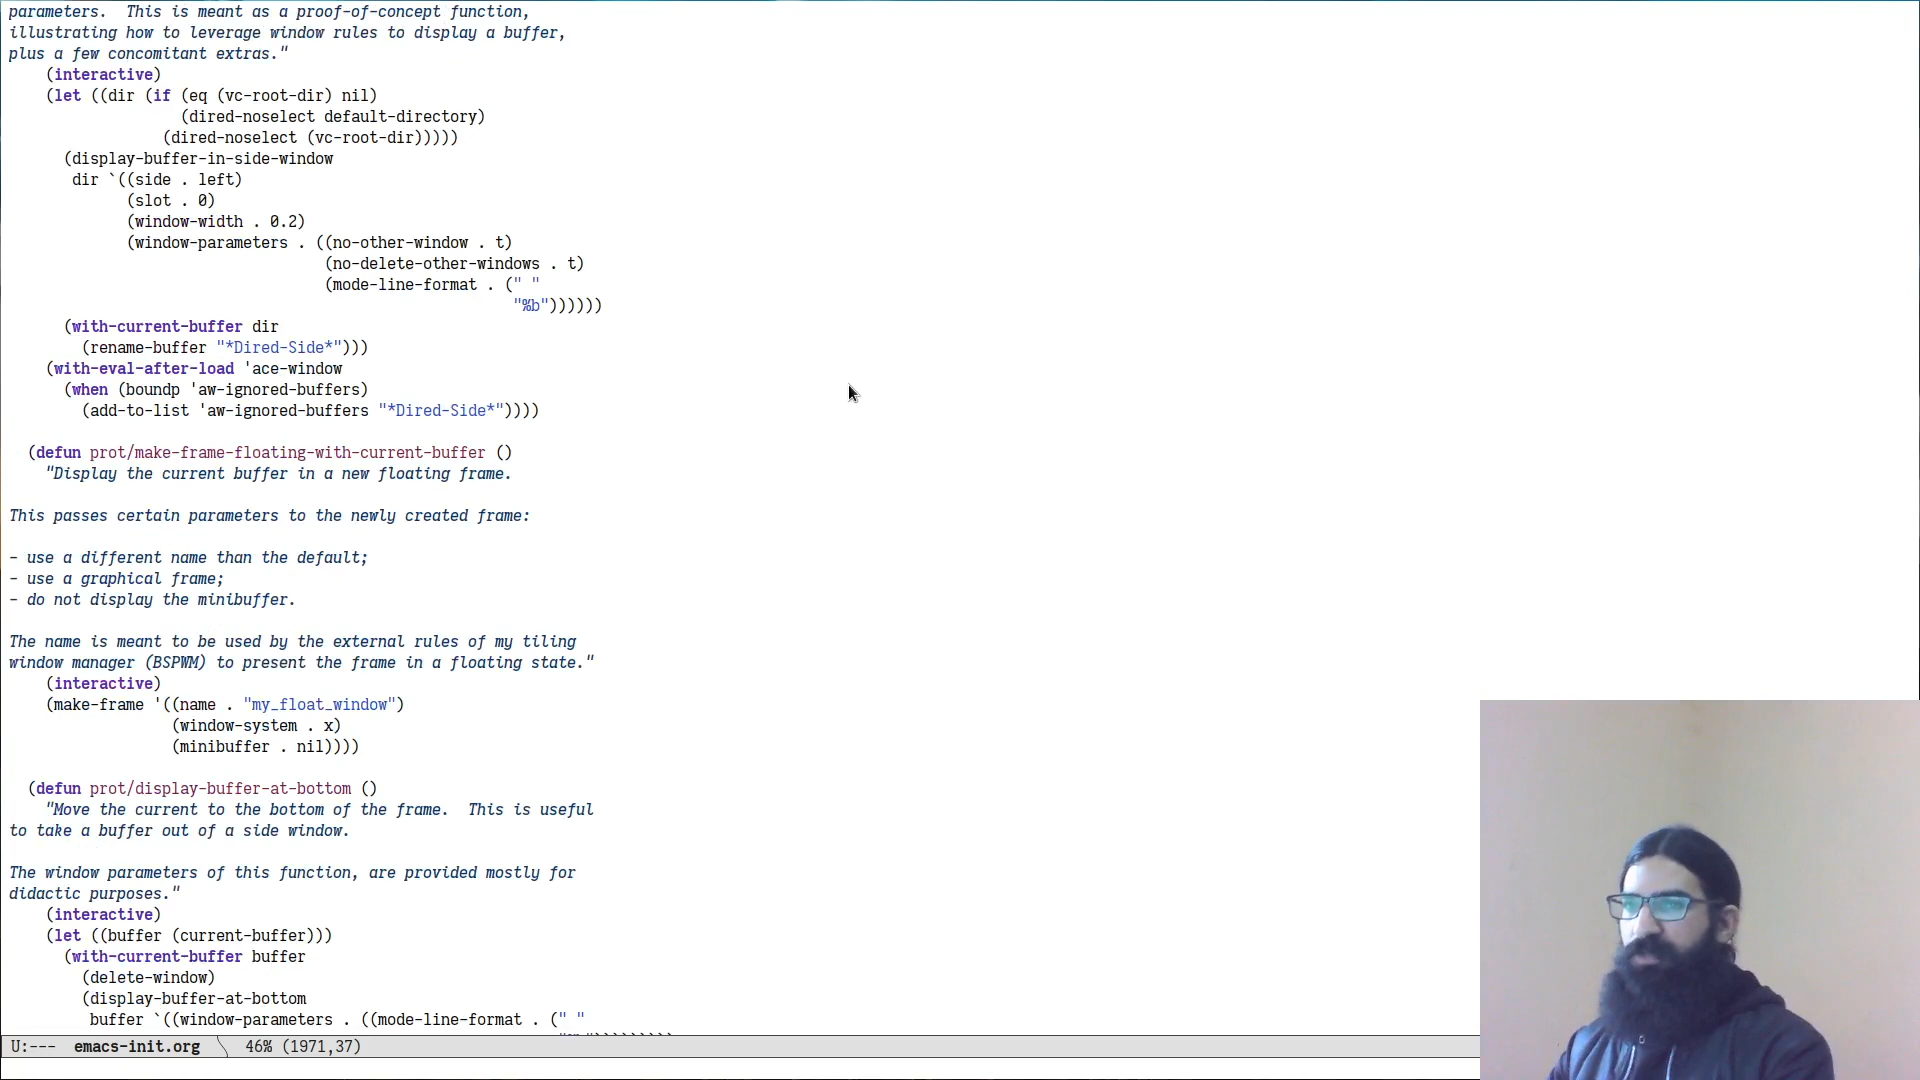 parameters.  This is meant as a proof-of-concept function,
illustrating how to leverage window rules to display a buffer,
plus a few concomitant extras."
    (interactive)
    (let ((dir (if (eq (vc-root-dir) nil)
                   (dired-noselect default-directory)
                 (dired-noselect (vc-root-dir)))))
      (display-buffer-in-side-window
       dir `((side . left)
             (slot . 0)
             (window-width . 0.2)
             (window-parameters . ((no-other-window . t)
                                   (no-delete-other-windows . t)
                                   (mode-line-format . (" "
                                                        "%b"))))))
      (with-current-buffer dir
        (rename-buffer "*Dired-Side*")))
    (with-eval-after-load 'ace-window
      (when (boundp 'aw-ignored-buffers)
        (add-to-list 'aw-ignored-buffers "*Dired-Side*"))))
  (defun prot/make-frame-floating-with-current-buffer ()
    "Display the current buffer in a new floating frame.
This passes certain parameters to the newly created frame:
- use a different name than the default;
- use a graphical frame;
- do not display the minibuffer.
The name is meant to be used by the external rules of my tiling
window manager (BSPWM) to present the frame in a floating state."
    (interactive)
    (make-frame '((name . "my_float_window")
                  (window-system . x)
                  (minibuffer . nil))))
  (defun prot/display-buffer-at-bottom ()
    "Move the current to the bottom of the frame.  This is useful
to take a buffer out of a side window.
The window parameters of this function, are provided mostly for
didactic purposes."
    (interactive)
    (let ((buffer (current-buffer)))
      (with-current-buffer buffer
        (delete-window)
        (display-buffer-at-bottom
         buffer `((window-parameters . ((mode-line-format . (" "
U:---  emacs-init.org  46% (1971,37)